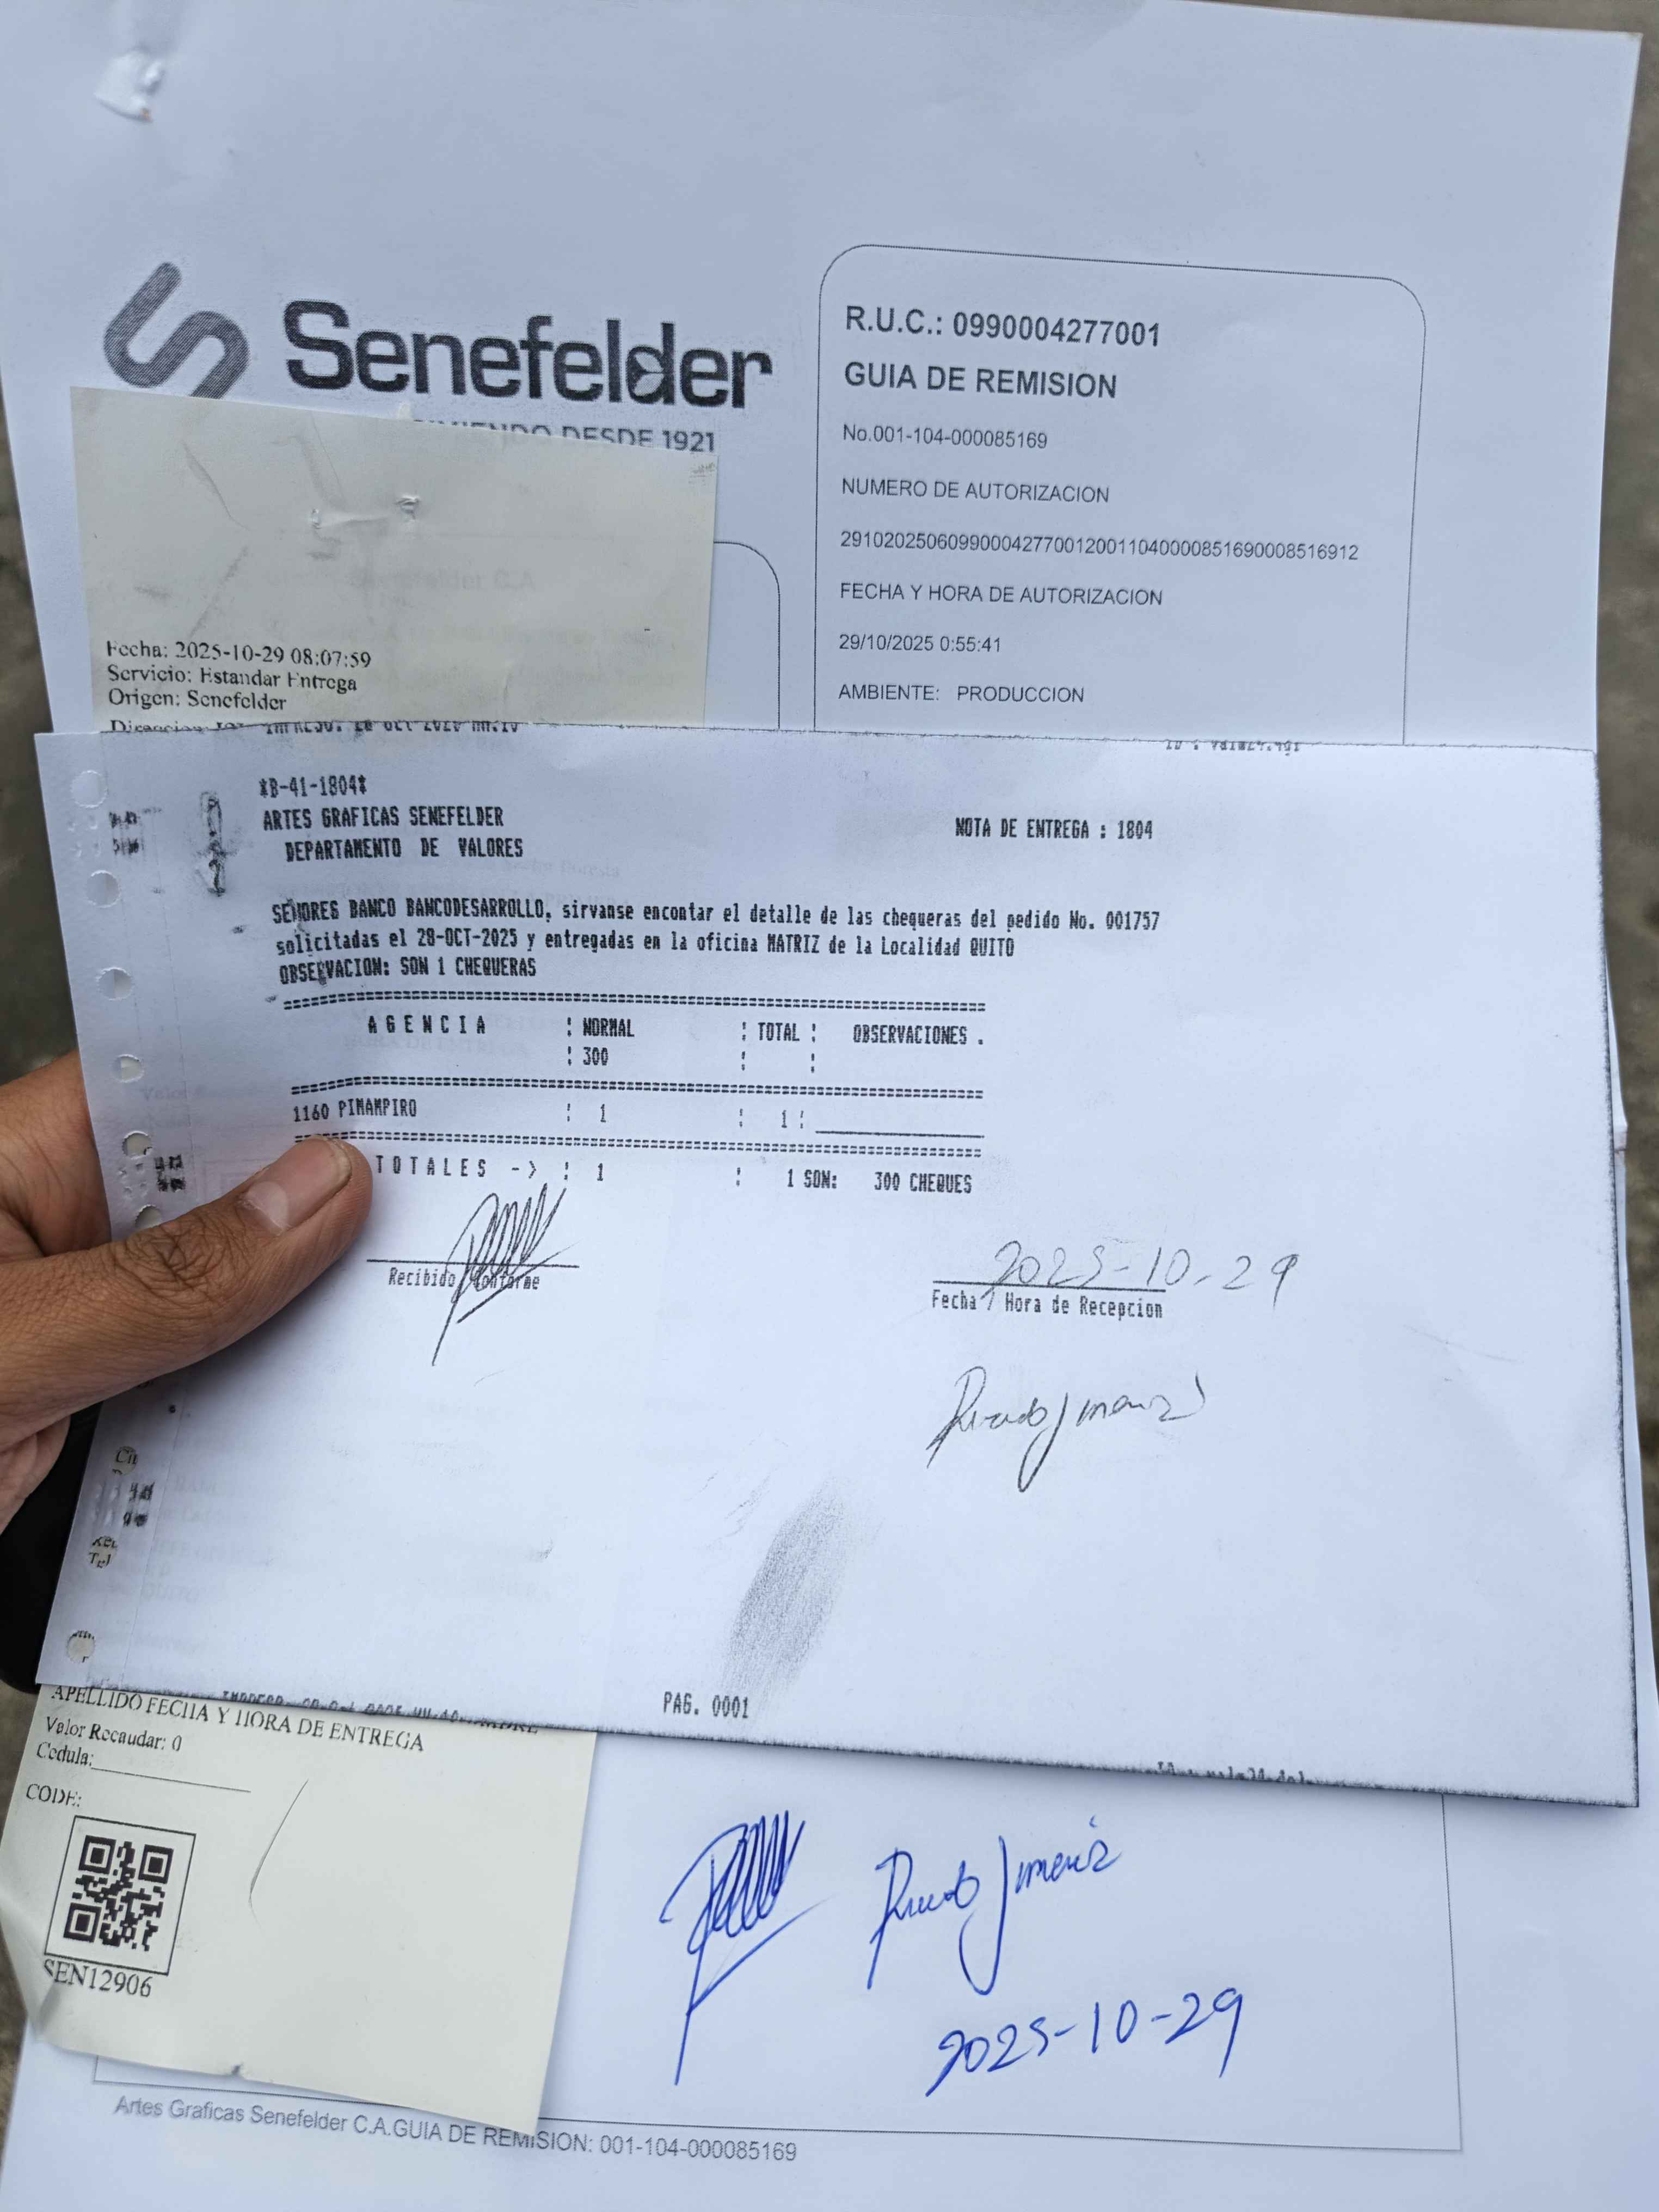 Senefelder
DESDE 1921
R.U.C.: 0990004277001
GUIA DE REMISION
No.001-104-000085169
NUMERO DE AUTORIZACION
2910202506099000427700120011040000851690008516912
FECHA Y HORA DE AUTORIZACION
29/10/2025 0:55:41
AMBIENTE: PRODUCCION
Fecha: 2025-10-29 08:07:59
Servicio: Estandar Entrega
Origen: Senefelder
*B-41-1804*
ARTES GRAFICAS SENEFELDER
DEPARTAMENTO DE VALORES
NOTA DE ENTREGA : 1804
SEÑORES BANCO BANCODESARROLLO, sirvanse encontar el detalle de las chequeras del pedido No. 001757
solicitadas el 28-OCT-2025 y entregadas en la oficina MATRIZ de la Localidad QUITO
OBSERVACION: SON 1 CHEQUERAS
A G E N C I A : NORMAL : TOTAL : OBSERVACIONES .
: 300 : :
1160 PIMAMPIRO : 1 : 1 :
T O T A L E S -> : 1 : 1 SON: 300 CHEQUES
Recibido Conforme
2025-10-29
Fecha / Hora de Recepcion
Ricardo Jimenez
PAG. 0001
APELLIDO FECHA Y HORA DE ENTREGA
Valor Recaudar: 0
Cedula:
CODE:
SEN12906
Ricardo Jimenez
2025-10-29
Artes Graficas Senefelder C.A.GUIA DE REMISION: 001-104-000085169